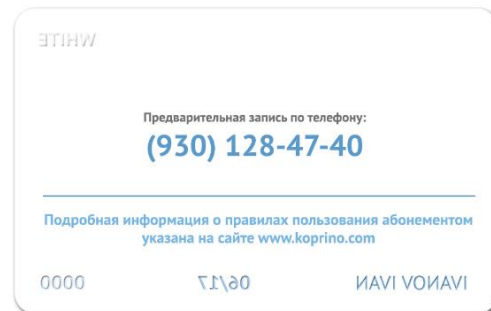 WHITE
Предварительная запись по телефону:
(930) 128-47-40
Подробная информация о правилах пользования абонементом
указана на сайте www.koprino.com
0000 06/17 IVANOV IVAN